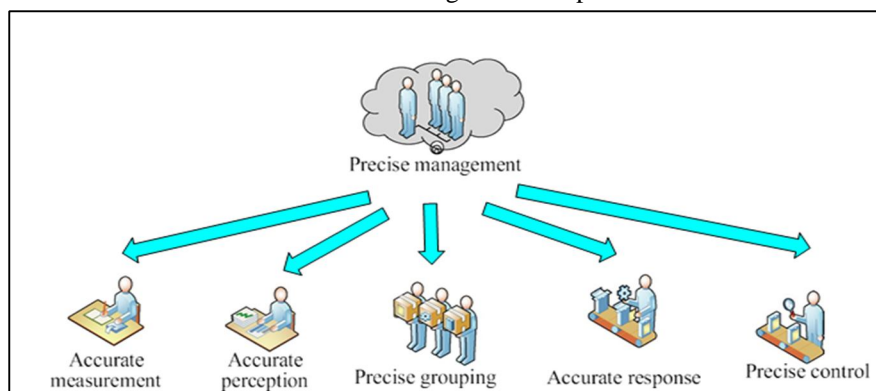 Precise management
Accurate
measurement
Accurate
perception
Precise grouping
Accurate response
Precise control